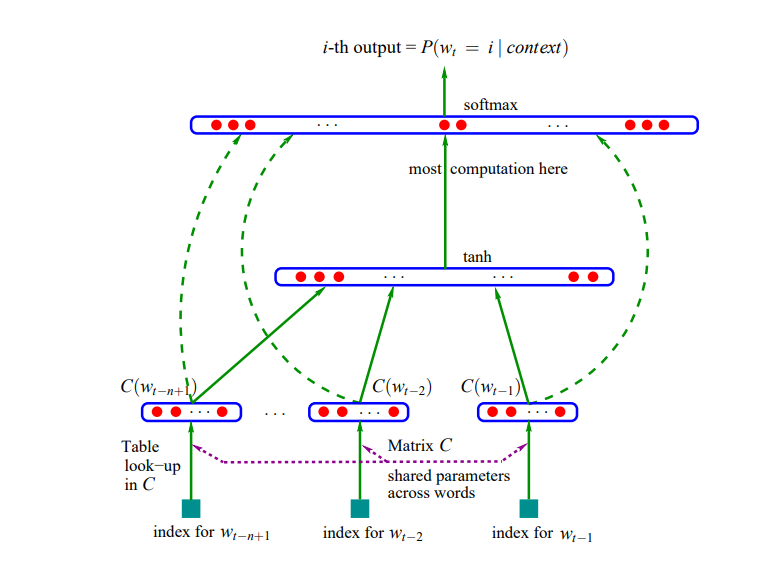 i-th output = P(w_t = i | context)
softmax
. . .
. . .
most computation here
tanh
. . .
. . .
C(w_{t−n+1})
C(w_{t−2})
C(w_{t−1})
. . .
. . .
. . .
. . .
Table
look−up
in C
Matrix C
shared parameters
across words
index for w_{t−n+1}
index for w_{t−2}
index for w_{t−1}